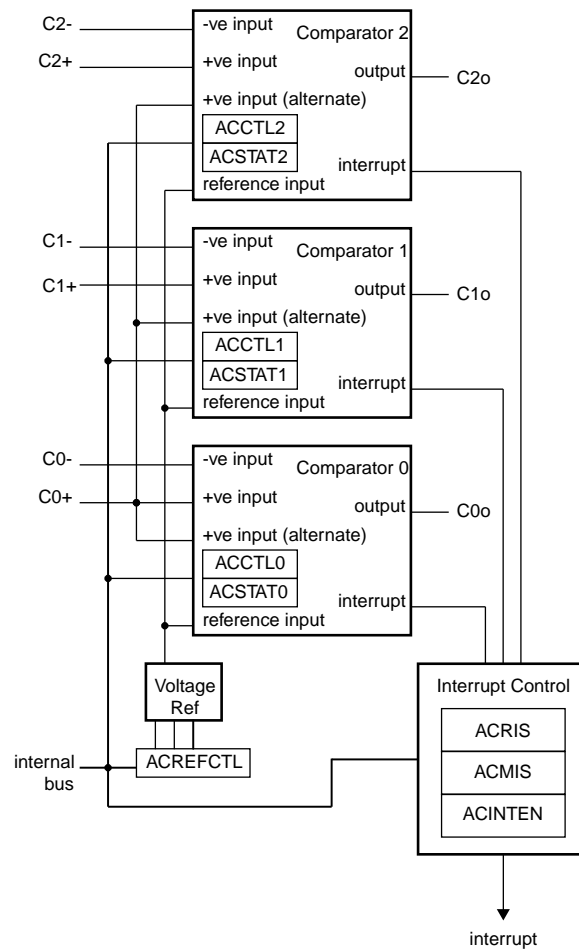 C2-
-ve input
Comparator 2
C2+
+ve input
output
C2o
+ve input (alternate)
ACCTL2
ACSTAT2
interrupt
reference input
C1-
-ve input
Comparator 1
C1+
+ve input
output
C1o
+ve input (alternate)
ACCTL1
ACSTAT1
interrupt
reference input
C0-
-ve input
Comparator 0
C0+
+ve input
output
C0o
+ve input (alternate)
ACCTL0
ACSTAT0
interrupt
reference input
Voltage
Ref
Interrupt Control
ACRIS
internal
bus
ACREFCTL
ACMIS
ACINTEN
interrupt